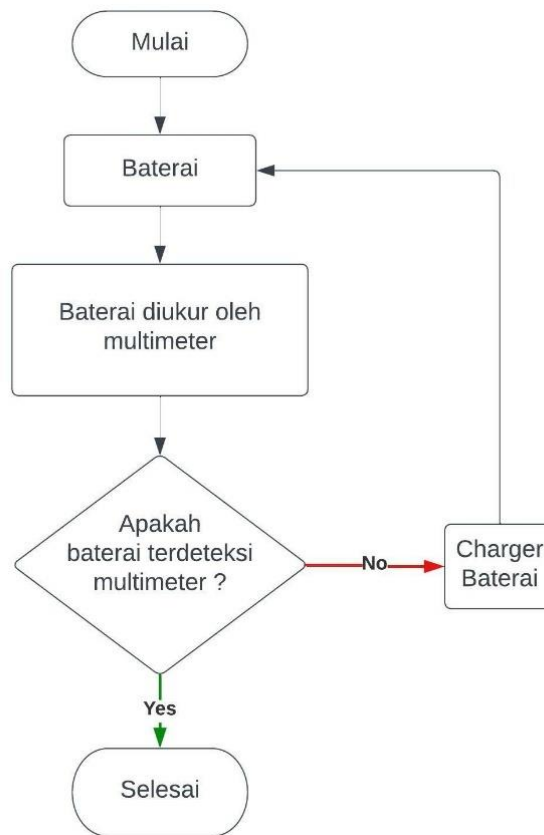 Mulai
Baterai
Baterai diukur oleh
multimeter
Apakah
baterai terdeteksi
multimeter ?
No
Charger
Baterai
Yes
Selesai